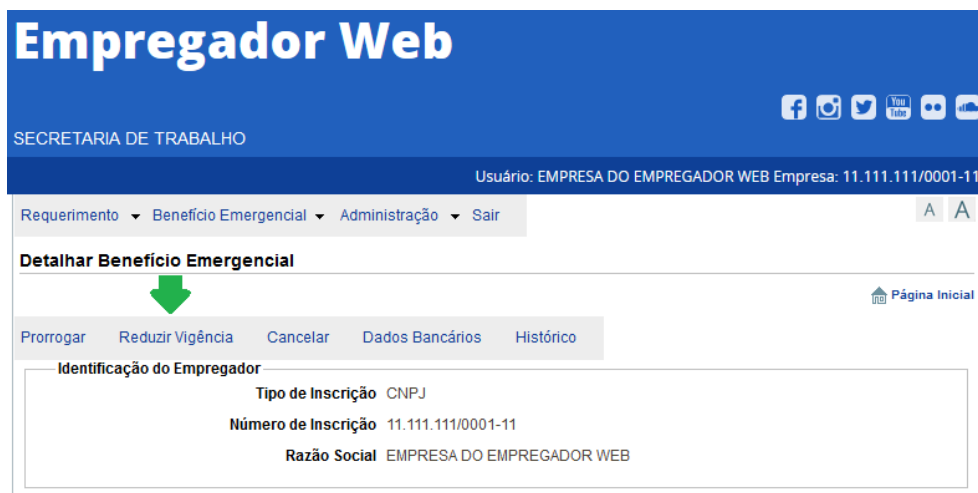 Empregador Web
You
Tube
SECRETARIA DE TRABALHO
Usuário: EMPRESA DO EMPREGADOR WEB Empresa: 11.111.111/0001-11
Requerimento Benefício Emergencial Administração Sair A A
Detalhar Benefício Emergencial
Página Inicial
Prorrogar Reduzir Vigência Cancelar Dados Bancários Histórico
Identificação do Empregador
Tipo de Inscrição CNPJ
Número de Inscrição 11.111.111/0001-11
Razão Social EMPRESA DO EMPREGADOR WEB